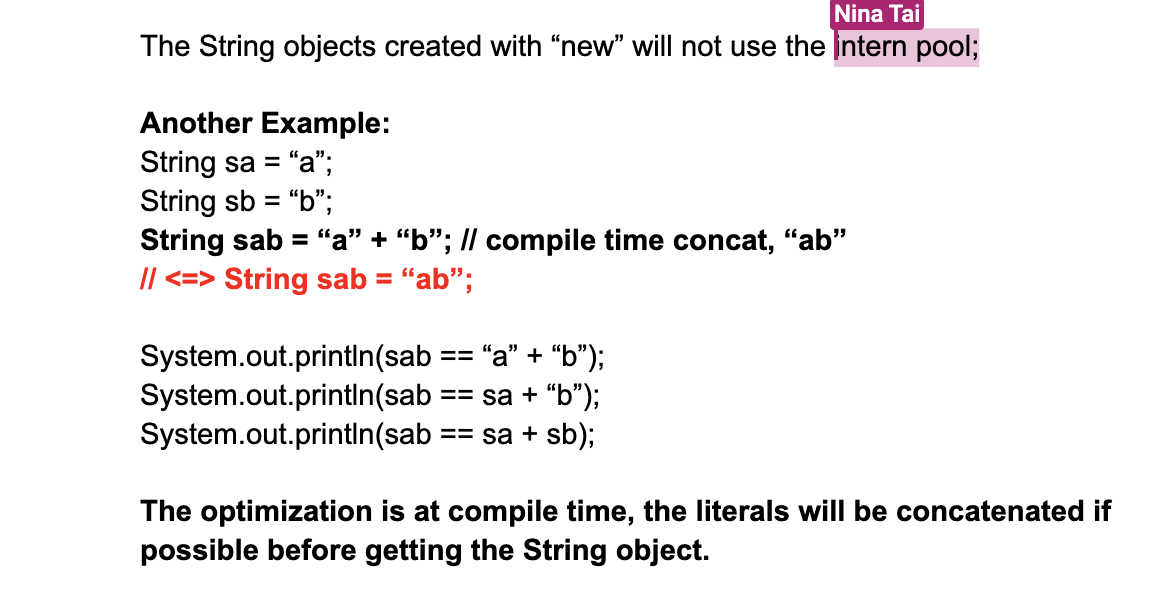 Nina Tai
The String objects created with “new” will not use the intern pool;
Another Example:
String sa = “a”;
String sb = “b”;
String sab = “a” + “b”; // compile time concat, “ab”
// <=> String sab = “ab”;
System.out.println(sab == “a” + “b”);
System.out.println(sab == sa + “b”);
System.out.println(sab == sa + sb);
The optimization is at compile time, the literals will be concatenated if
possible before getting the String object.